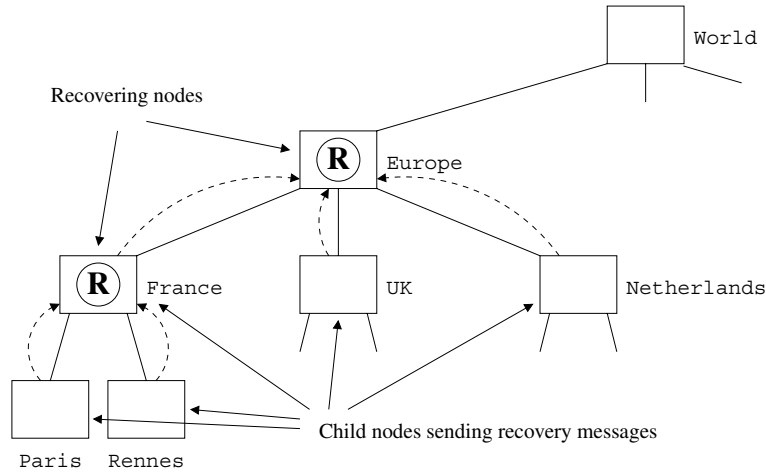 World
Recovering nodes
R
Europe
R
France
UK
Netherlands
Child nodes sending recovery messages
Paris
Rennes